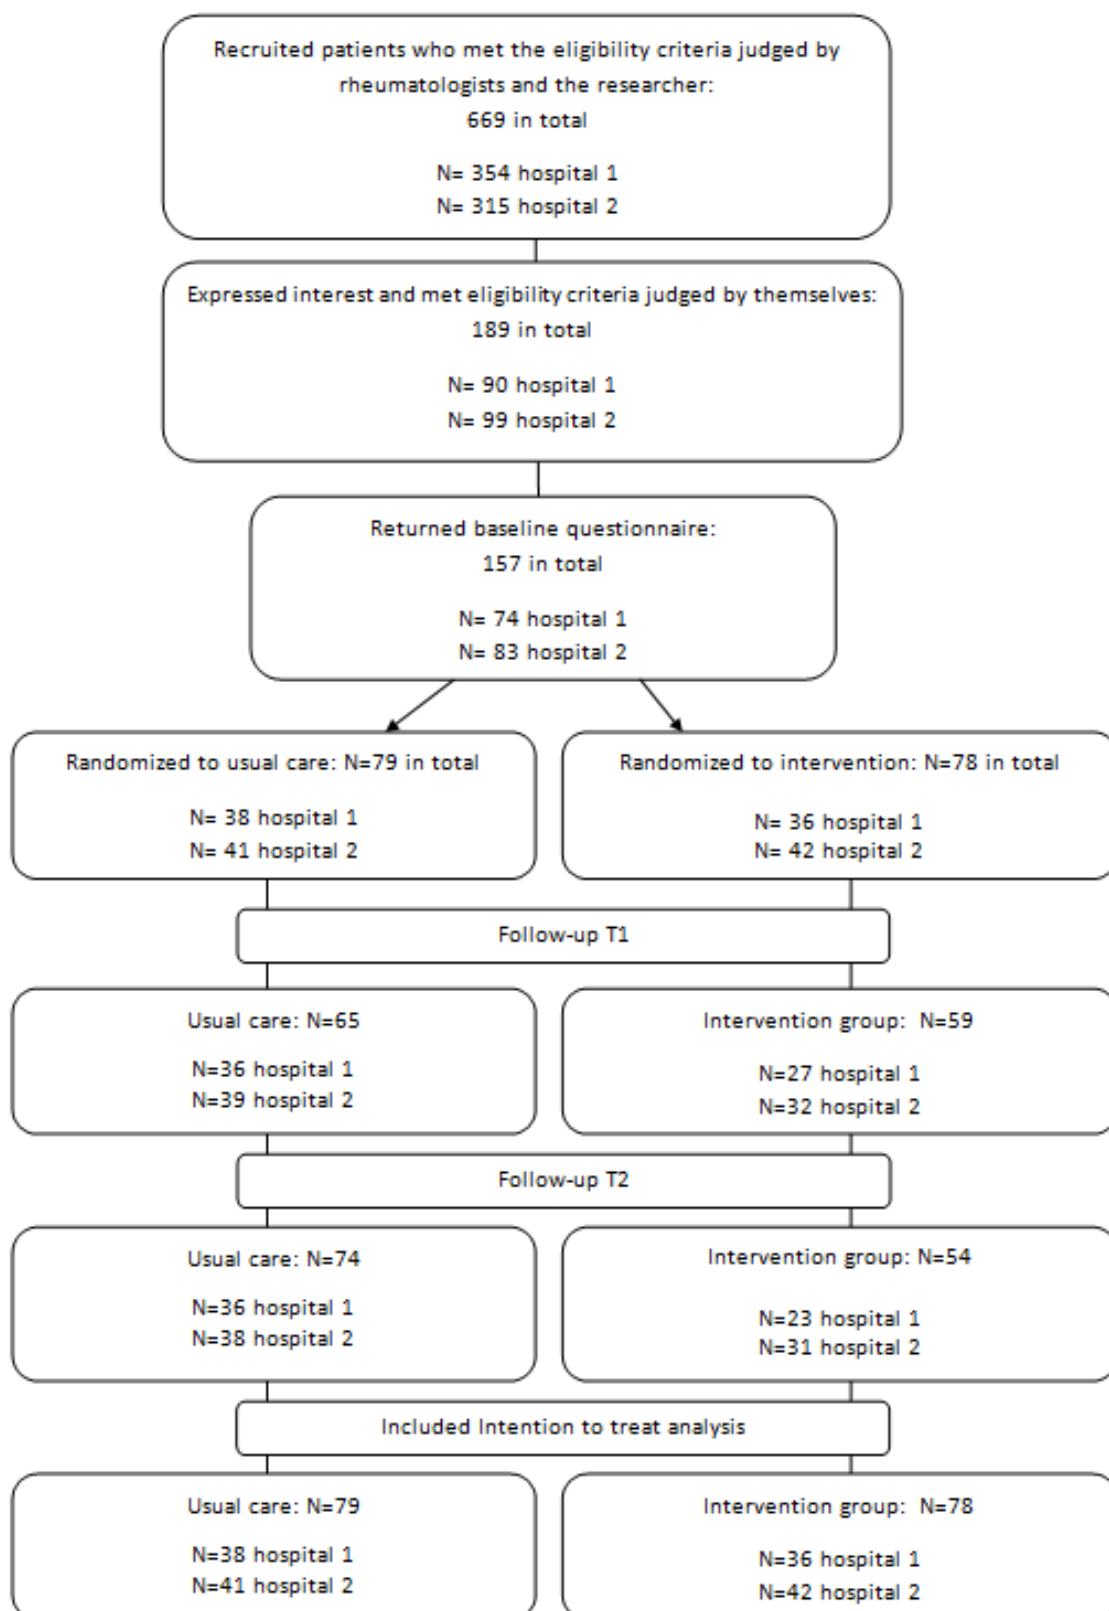 Recruited patients who met the eligibility criteria judged by
rheumatologists and the researcher:
669 in total
N= 354 hospital 1
N= 315 hospital 2
Expressed interest and met eligibility criteria judged by themselves:
189 in total
N= 90 hospital 1
N= 99 hospital 2
Returned baseline questionnaire:
157 in total
N= 74 hospital 1
N= 83 hospital 2
Randomized to usual care: N=79 in total
N= 38 hospital 1
N= 41 hospital 2
Randomized to intervention: N=78 in total
N= 36 hospital 1
N= 42 hospital 2
Follow-up T1
Usual care: N=65
N=36 hospital 1
N=39 hospital 2
Intervention group: N=59
N=27 hospital 1
N=32 hospital 2
Follow-up T2
Usual care: N=74
N=36 hospital 1
N=38 hospital 2
Intervention group: N=54
N=23 hospital 1
N=31 hospital 2
Included Intention to treat analysis
Usual care: N=79
N=38 hospital 1
N=41 hospital 2
Intervention group: N=78
N=36 hospital 1
N=42 hospital 2